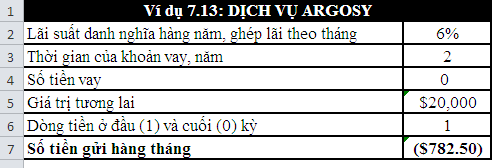 1 Ví dụ 7.13: DỊCH VỤ ARGOSY
2 Lãi suất danh nghĩa hàng năm, ghép lãi theo tháng 6%
3 Thời gian của khoản vay, năm 2
4 Số tiền vay 0
5 Giá trị tương lai $20,000
6 Dòng tiền ở đầu (1) và cuối (0) kỳ 1
7 Số tiền gửi hàng tháng ($782.50)